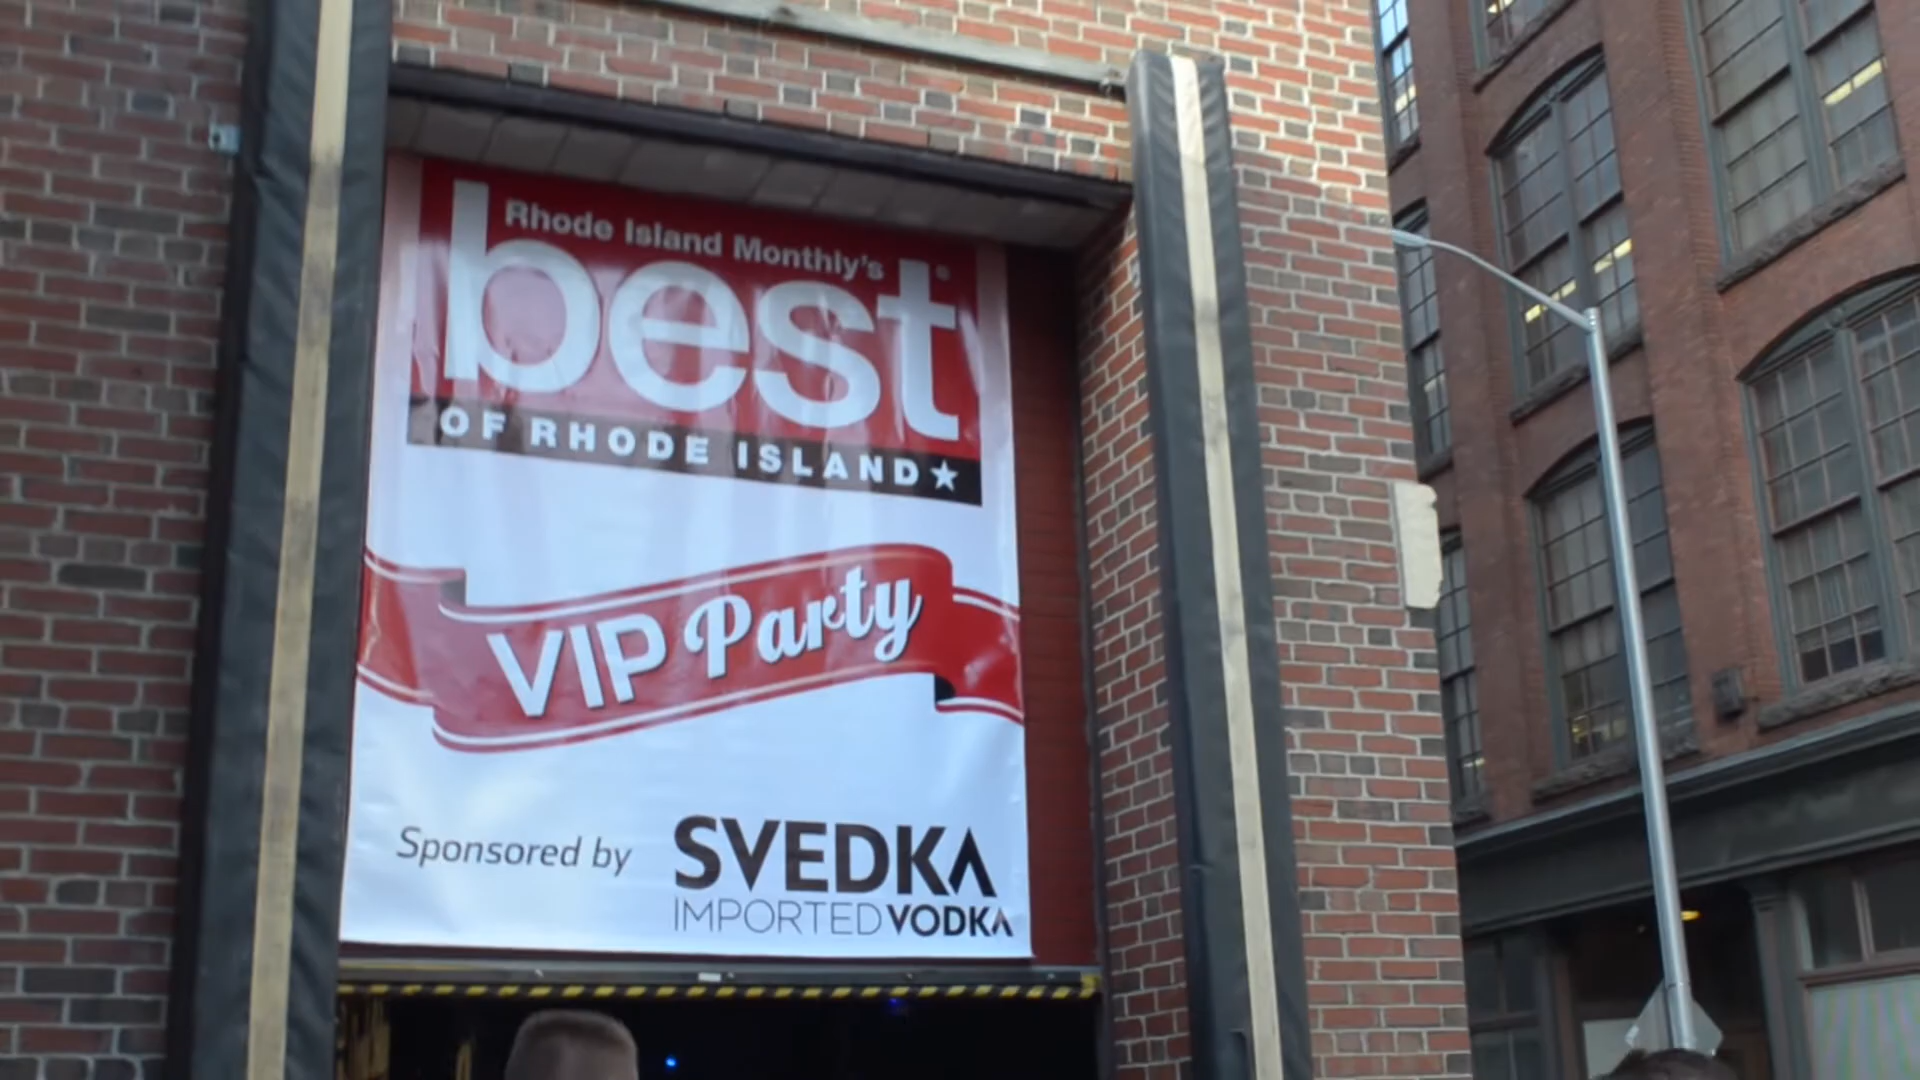 Rhode Island Monthly's
best®
OF RHODE ISLAND★
VIP Party
Sponsored by
SVEDKA
IMPORTED VODKA